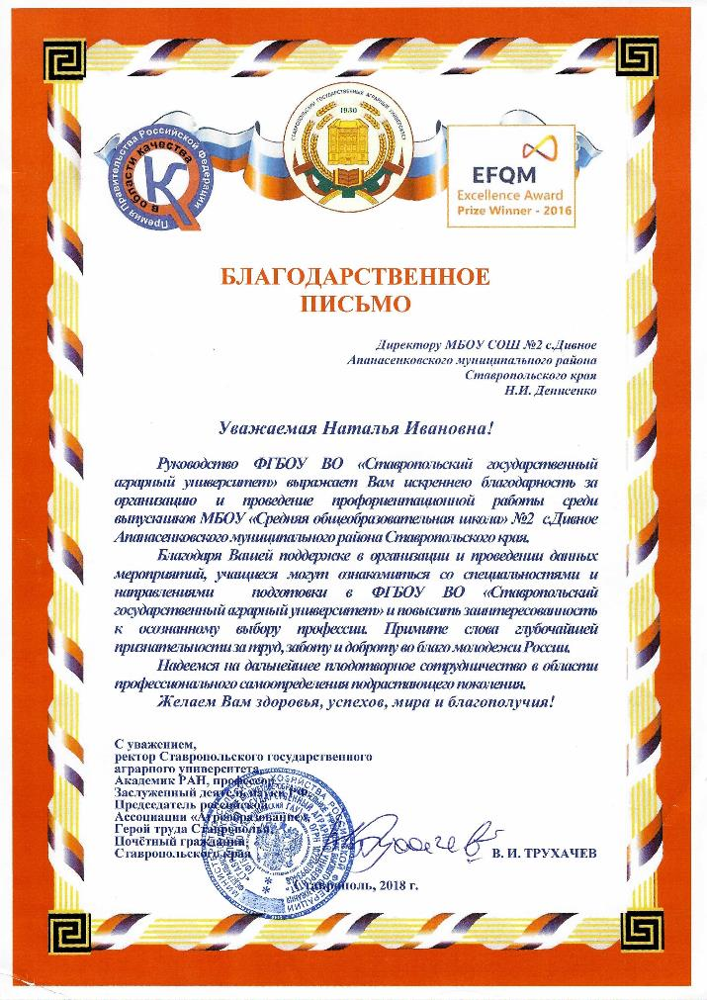 Премия Правительства Российской Федерации
в области качества
СТАВРОПОЛЬСКИЙ ГОСУДАРСТВЕННЫЙ АГРАРНЫЙ УНИВЕРСИТЕТ
1930
EFQM
Excellence Award
Prize Winner - 2016
БЛАГОДАРСТВЕННОЕ
ПИСЬМО
Директору МБОУ СОШ №2 с.Дивное
Апанасенковского муниципального района
Ставропольского края
Н.И. Денисенко
Уважаемая Наталья Ивановна!
Руководство ФГБОУ ВО «Ставропольский государственный
аграрный университет» выражает Вам искреннею благодарность за
организацию и проведение профориентационной работы среди
выпускников МБОУ «Средняя общеобразовательная школа» №2 с.Дивное
Апанасенковского муниципального района Ставропольского края.
Благодаря Вашей поддержке в организации и проведении данных
мероприятий, учащиеся могут ознакомиться со специальностями и
направлениями подготовки в ФГБОУ ВО «Ставропольский
государственный аграрный университет» и повысить заинтересованность
к осознанному выбору профессии. Примите слова глубочайшей
признательности за труд, заботу и доброту во благо молодежи России.
Надеемся на дальнейшее плодотворное сотрудничество в области
профессионального самоопределения подрастающего поколения.
Желаем Вам здоровья, успехов, мира и благополучия!
С уважением,
ректор Ставропольского государственного
аграрного университета,
Академик РАН, профессор,
Заслуженный деятель науки РФ,
Председатель российской
Ассоциации «Агрообразование»,
Герой труда Ставрополья,
Почётный гражданин
Ставропольского края
В. И. ТРУХАЧЕВ
г. Ставрополь, 2018 г.